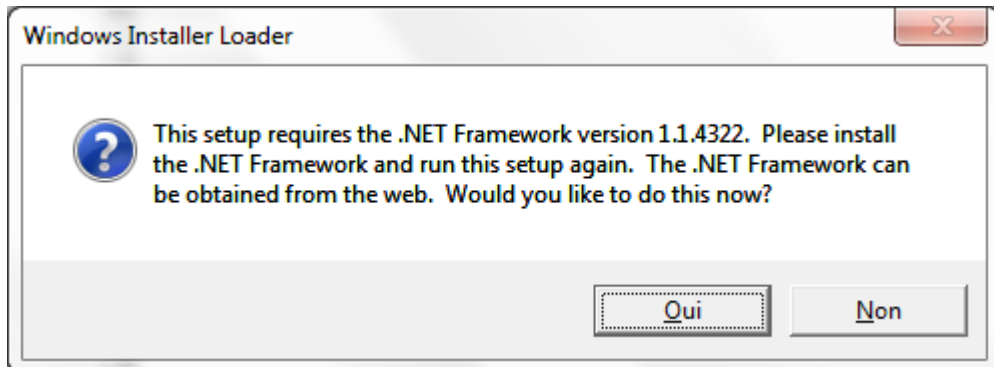 Windows Installer Loader
This setup requires the .NET Framework version 1.1.4322.  Please install
the .NET Framework and run this setup again.  The .NET Framework can
be obtained from the web.  Would you like to do this now?
Oui
Non